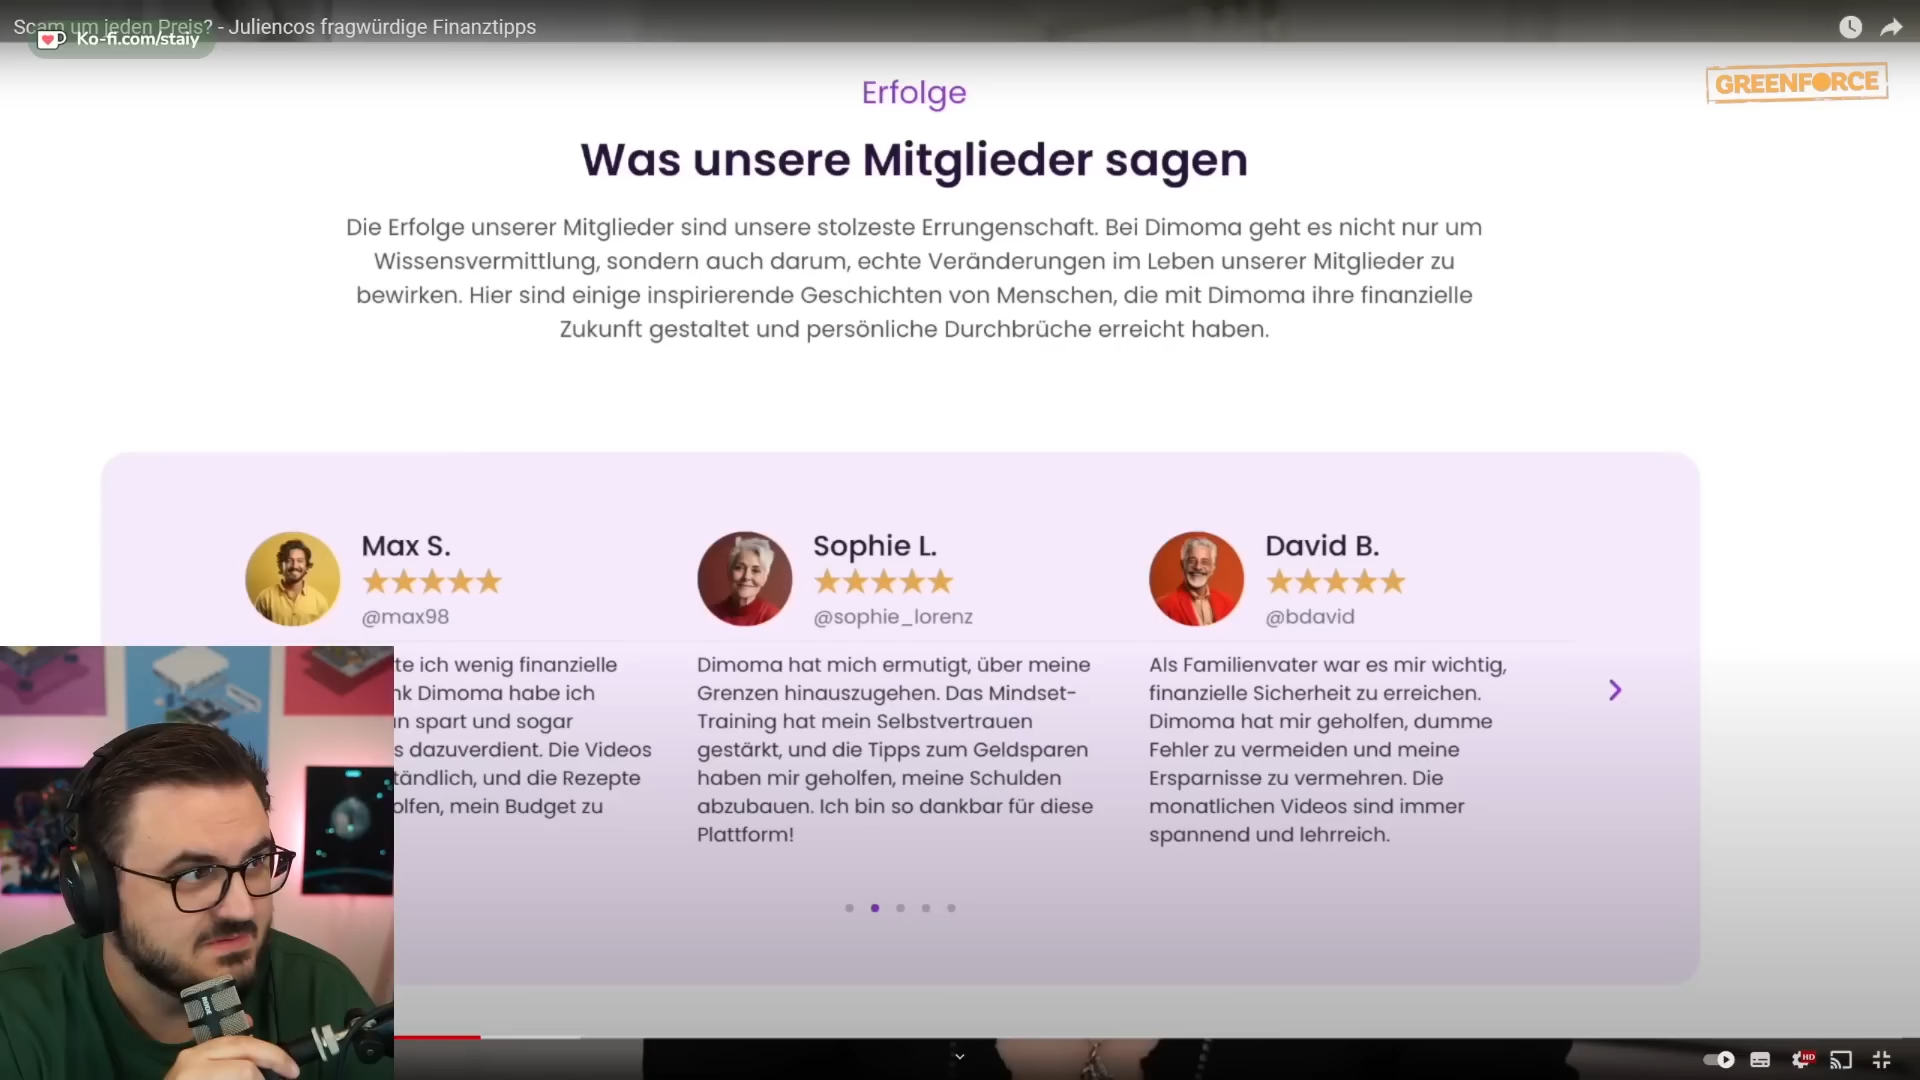 Scam um jeden Preis? - Juliencos fragwürdige Finanztipps
Ko-fi.com/staiy
GREENFORCE
Erfolge
Was unsere Mitglieder sagen
Die Erfolge unserer Mitglieder sind unsere stolzeste Errungenschaft. Bei Dimoma geht es nicht nur um
Wissensvermittlung, sondern auch darum, echte Veränderungen im Leben unserer Mitglieder zu
bewirken. Hier sind einige inspirierende Geschichten von Menschen, die mit Dimoma ihre finanzielle
Zukunft gestaltet und persönliche Durchbrüche erreicht haben.
Max S.
@max98
te ich wenig finanzielle
nk Dimoma habe ich
n spart und sogar
s dazuverdient. Die Videos
tändlich, und die Rezepte
olfen, mein Budget zu
Sophie L.
@sophie_lorenz
Dimoma hat mich ermutigt, über meine
Grenzen hinauszugehen. Das Mindset-
Training hat mein Selbstvertrauen
gestärkt, und die Tipps zum Geldsparen
haben mir geholfen, meine Schulden
abzubauen. Ich bin so dankbar für diese
Plattform!
David B.
@bdavid
Als Familienvater war es mir wichtig,
finanzielle Sicherheit zu erreichen.
Dimoma hat mir geholfen, dumme
Fehler zu vermeiden und meine
Ersparnisse zu vermehren. Die
monatlichen Videos sind immer
spannend und lehrreich.
HD